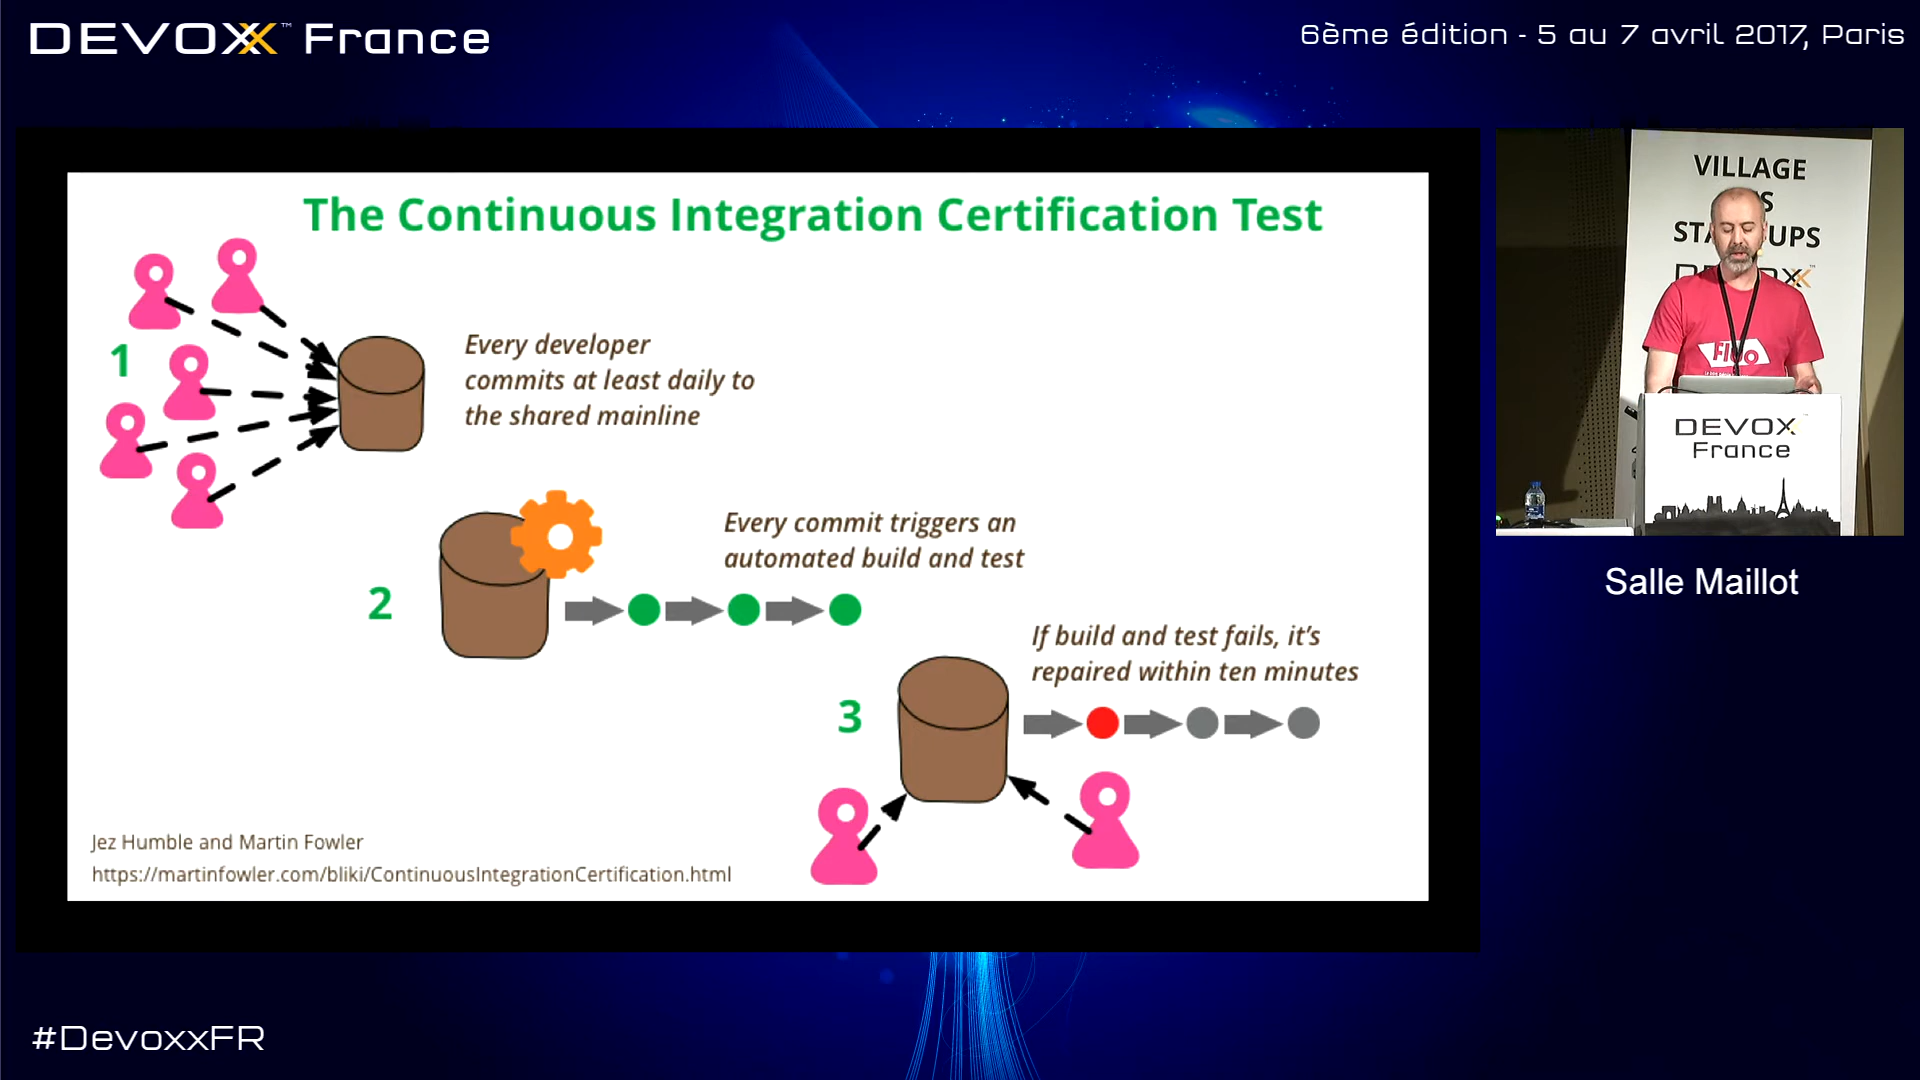 DEVOXX™ France
6ème édition - 5 au 7 avril 2017, Paris
The Continuous Integration Certification Test
1
Every developer
commits at least daily to
the shared mainline
2
Every commit triggers an
automated build and test
3
If build and test fails, it's
repaired within ten minutes
Jez Humble and Martin Fowler
https://martinfowler.com/bliki/ContinuousIntegrationCertification.html
VILLAGE
UPS
DEVOXX
France
Salle Maillot
#DevoxxFR